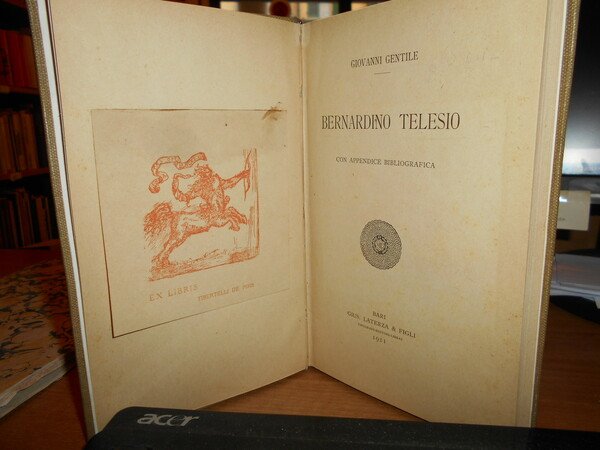 EX LIBRIS
GIOVANNI GENTILE
BERNARDINO TELESIO
CON APPENDICE BIBLIOGRAFICA
BARI
GIUS. LATERZA & FIGLI
1911
acer